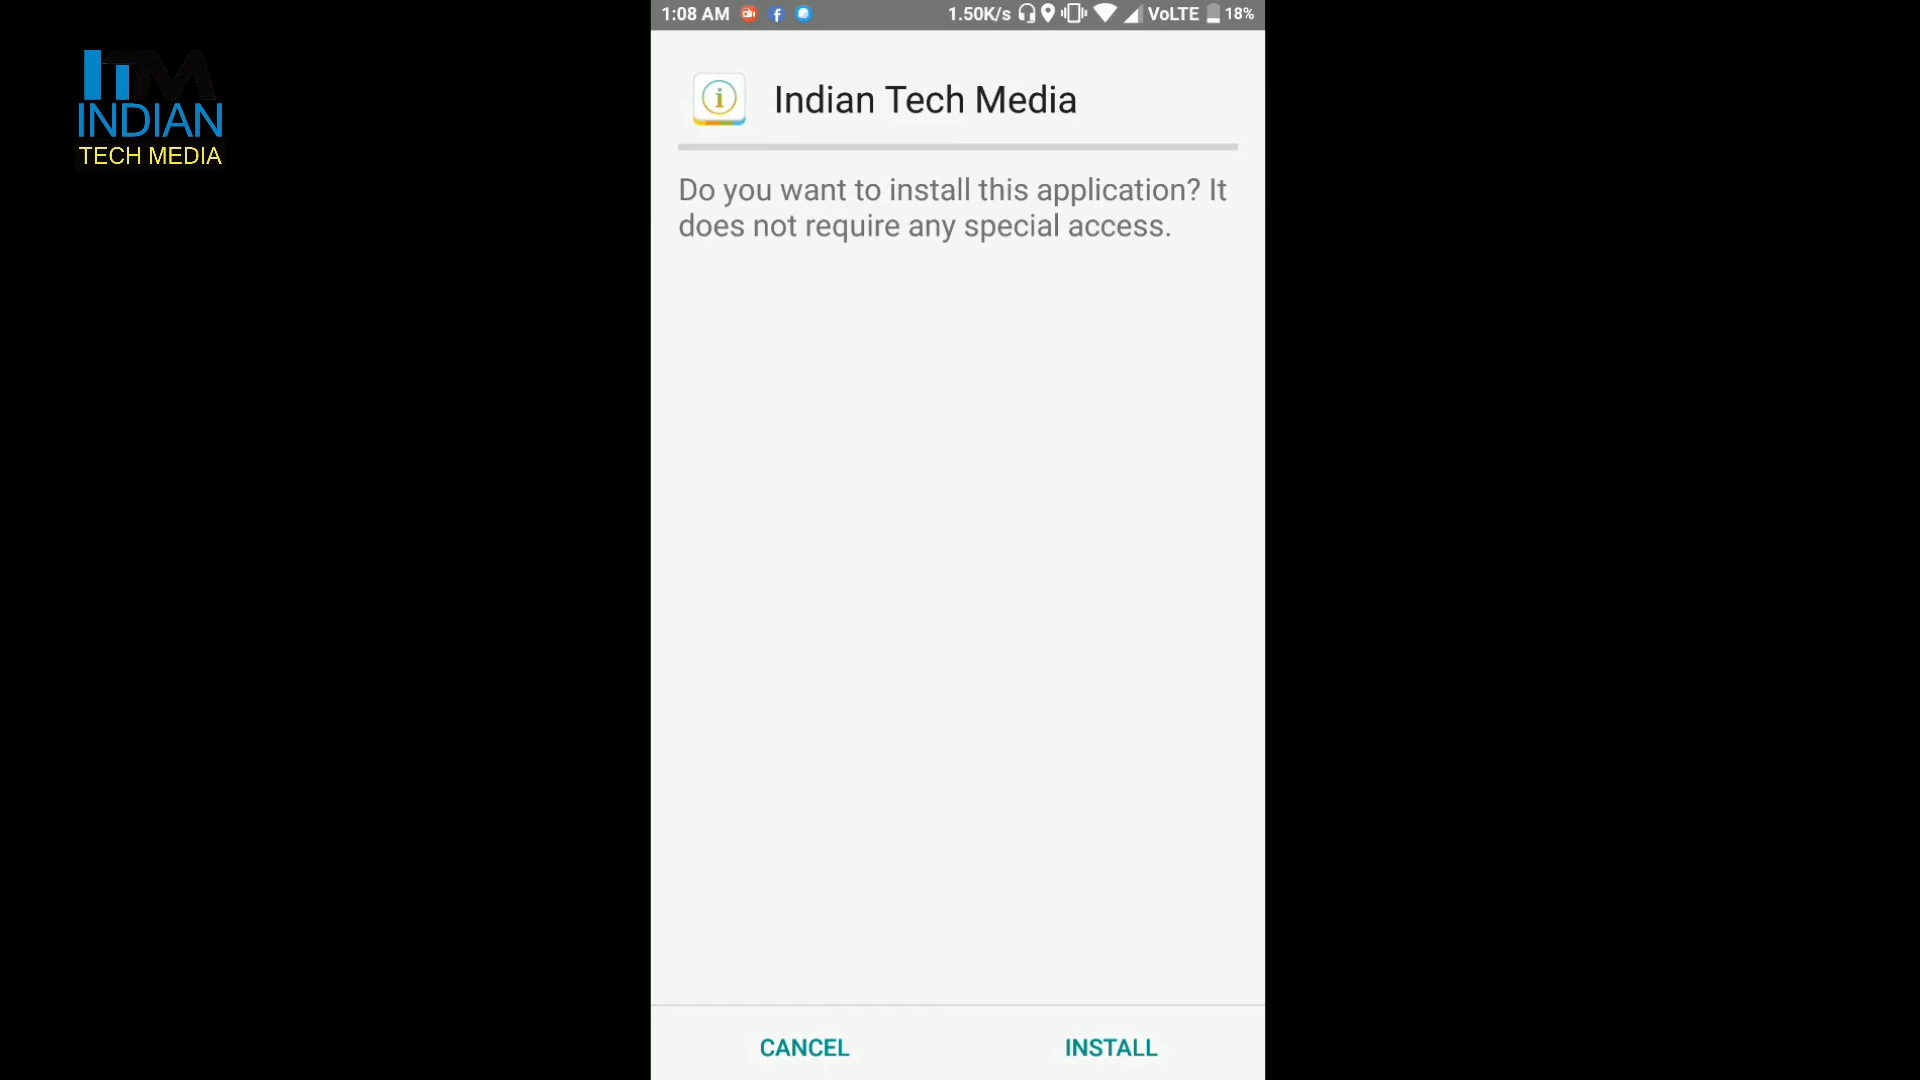 ITM
INDIAN
TECH MEDIA
1:08 AM 1.50K/s VoLTE 18%
Indian Tech Media
Do you want to install this application? It
does not require any special access.
CANCEL INSTALL